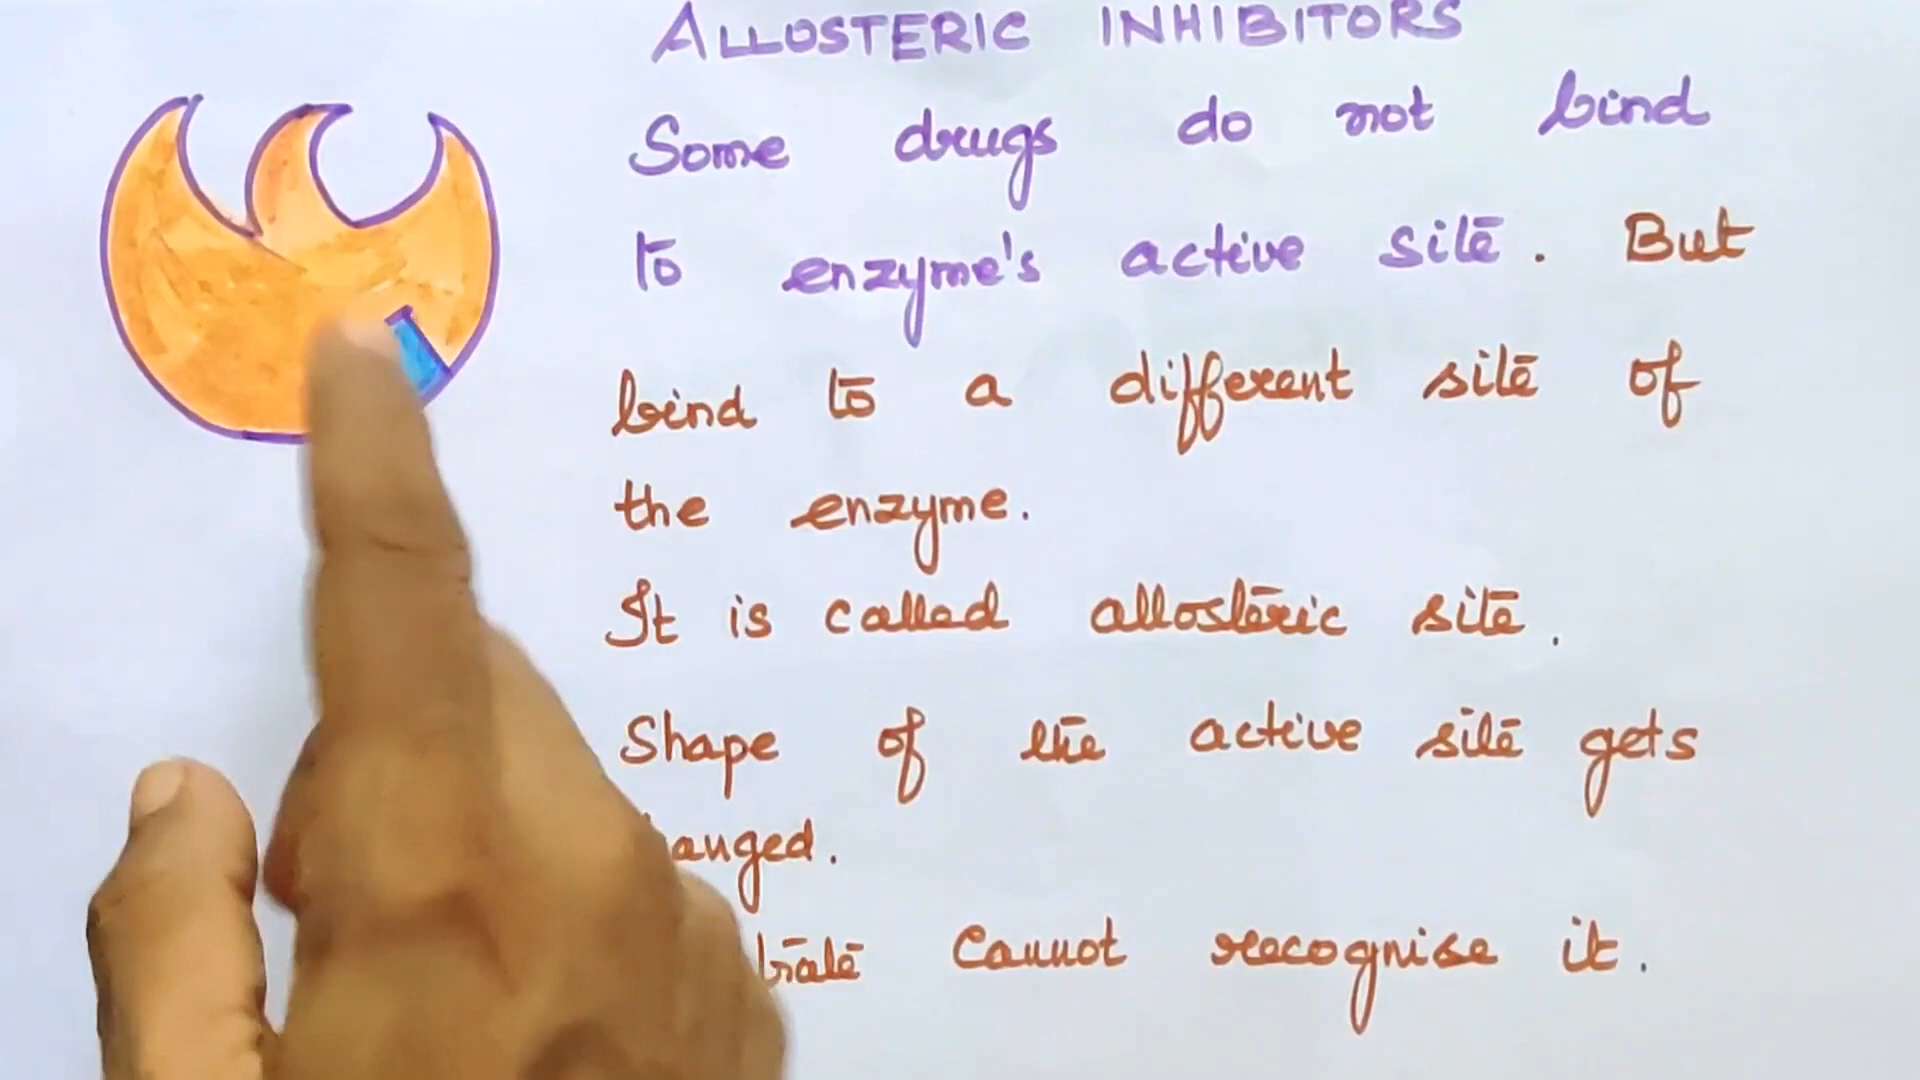 ALLOSTERIC INHIBITORS
Some drugs do not bind
to enzyme's active site. But
bind to a different site of
the enzyme.
It is called allosteric site.
Shape of the active site gets
anged.
cannot recognise it.